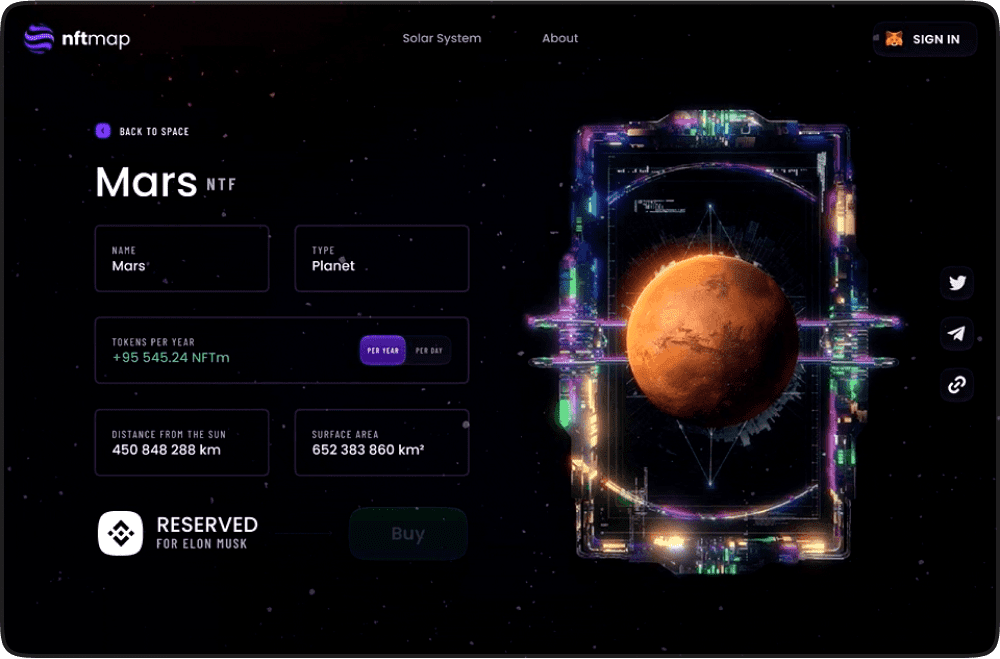 nftmap
Solar System
About
SIGN IN
BACK TO SPACE
Mars NTF
NAME
Mars
TYPE
Planet
TOKENS PER YEAR
+95 545.24 NFTm
PER YEAR
PER DAY
DISTANCE FROM THE SUN
450 848 288 km
SURFACE AREA
652 383 860 km²
RESERVED
FOR ELON MUSK
Buy